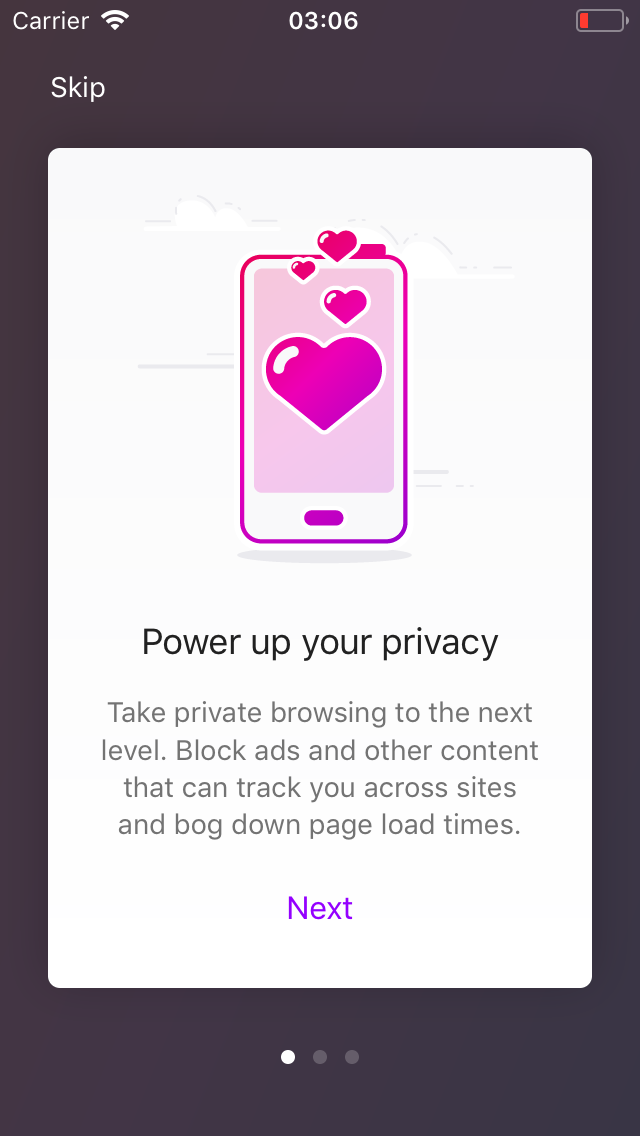 Carrier 03:06
Skip
Power up your privacy
Take private browsing to the next
level. Block ads and other content
that can track you across sites
and bog down page load times.
Next